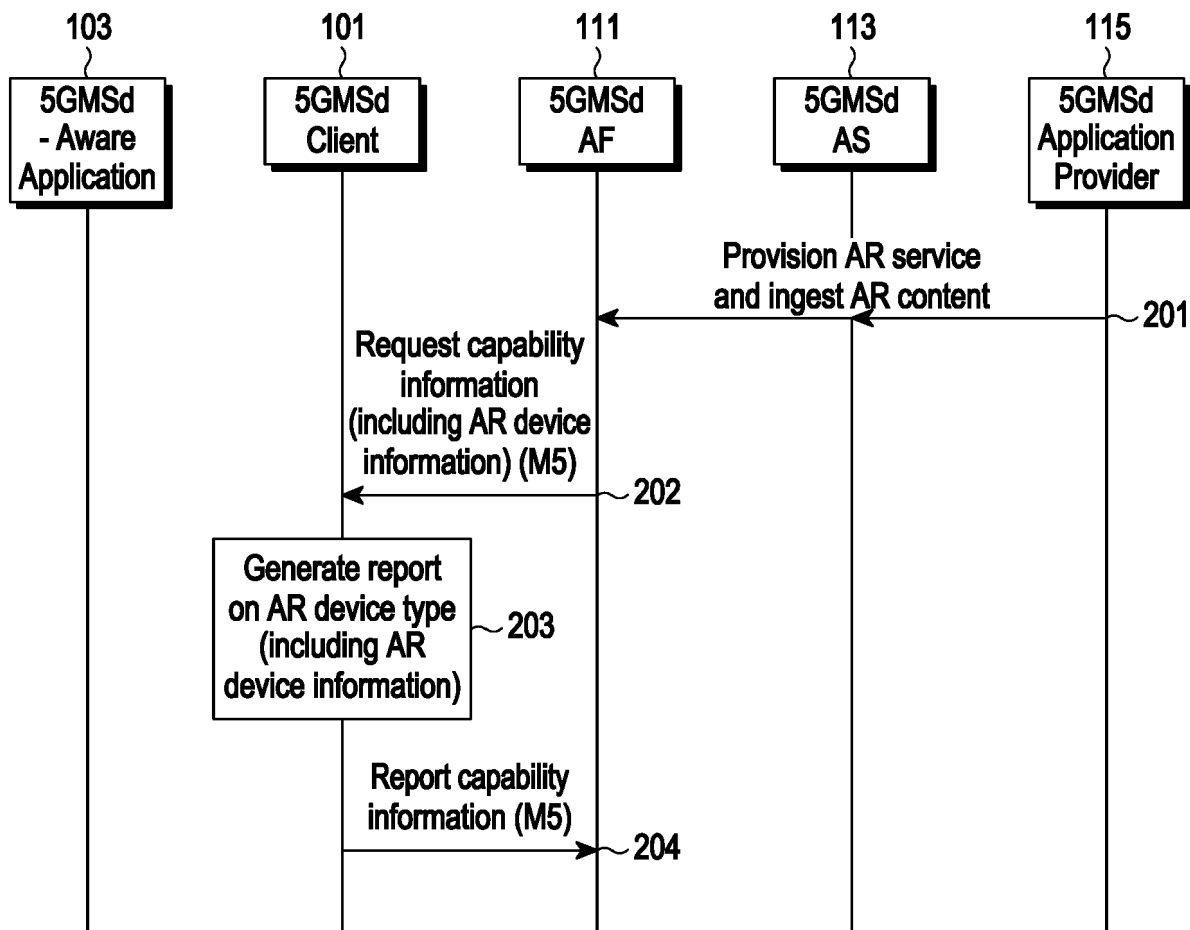 103
101
111
113
115
5GMSd
- Aware
Application
5GMSd
Client
5GMSd
AF
5GMSd
AS
5GMSd
Application
Provider
Provision AR service
and ingest AR content
201
Request capability
information
(including AR device
information) (M5)
202
Generate report
on AR device type
(including AR
device information)
203
Report capability
information (M5)
204